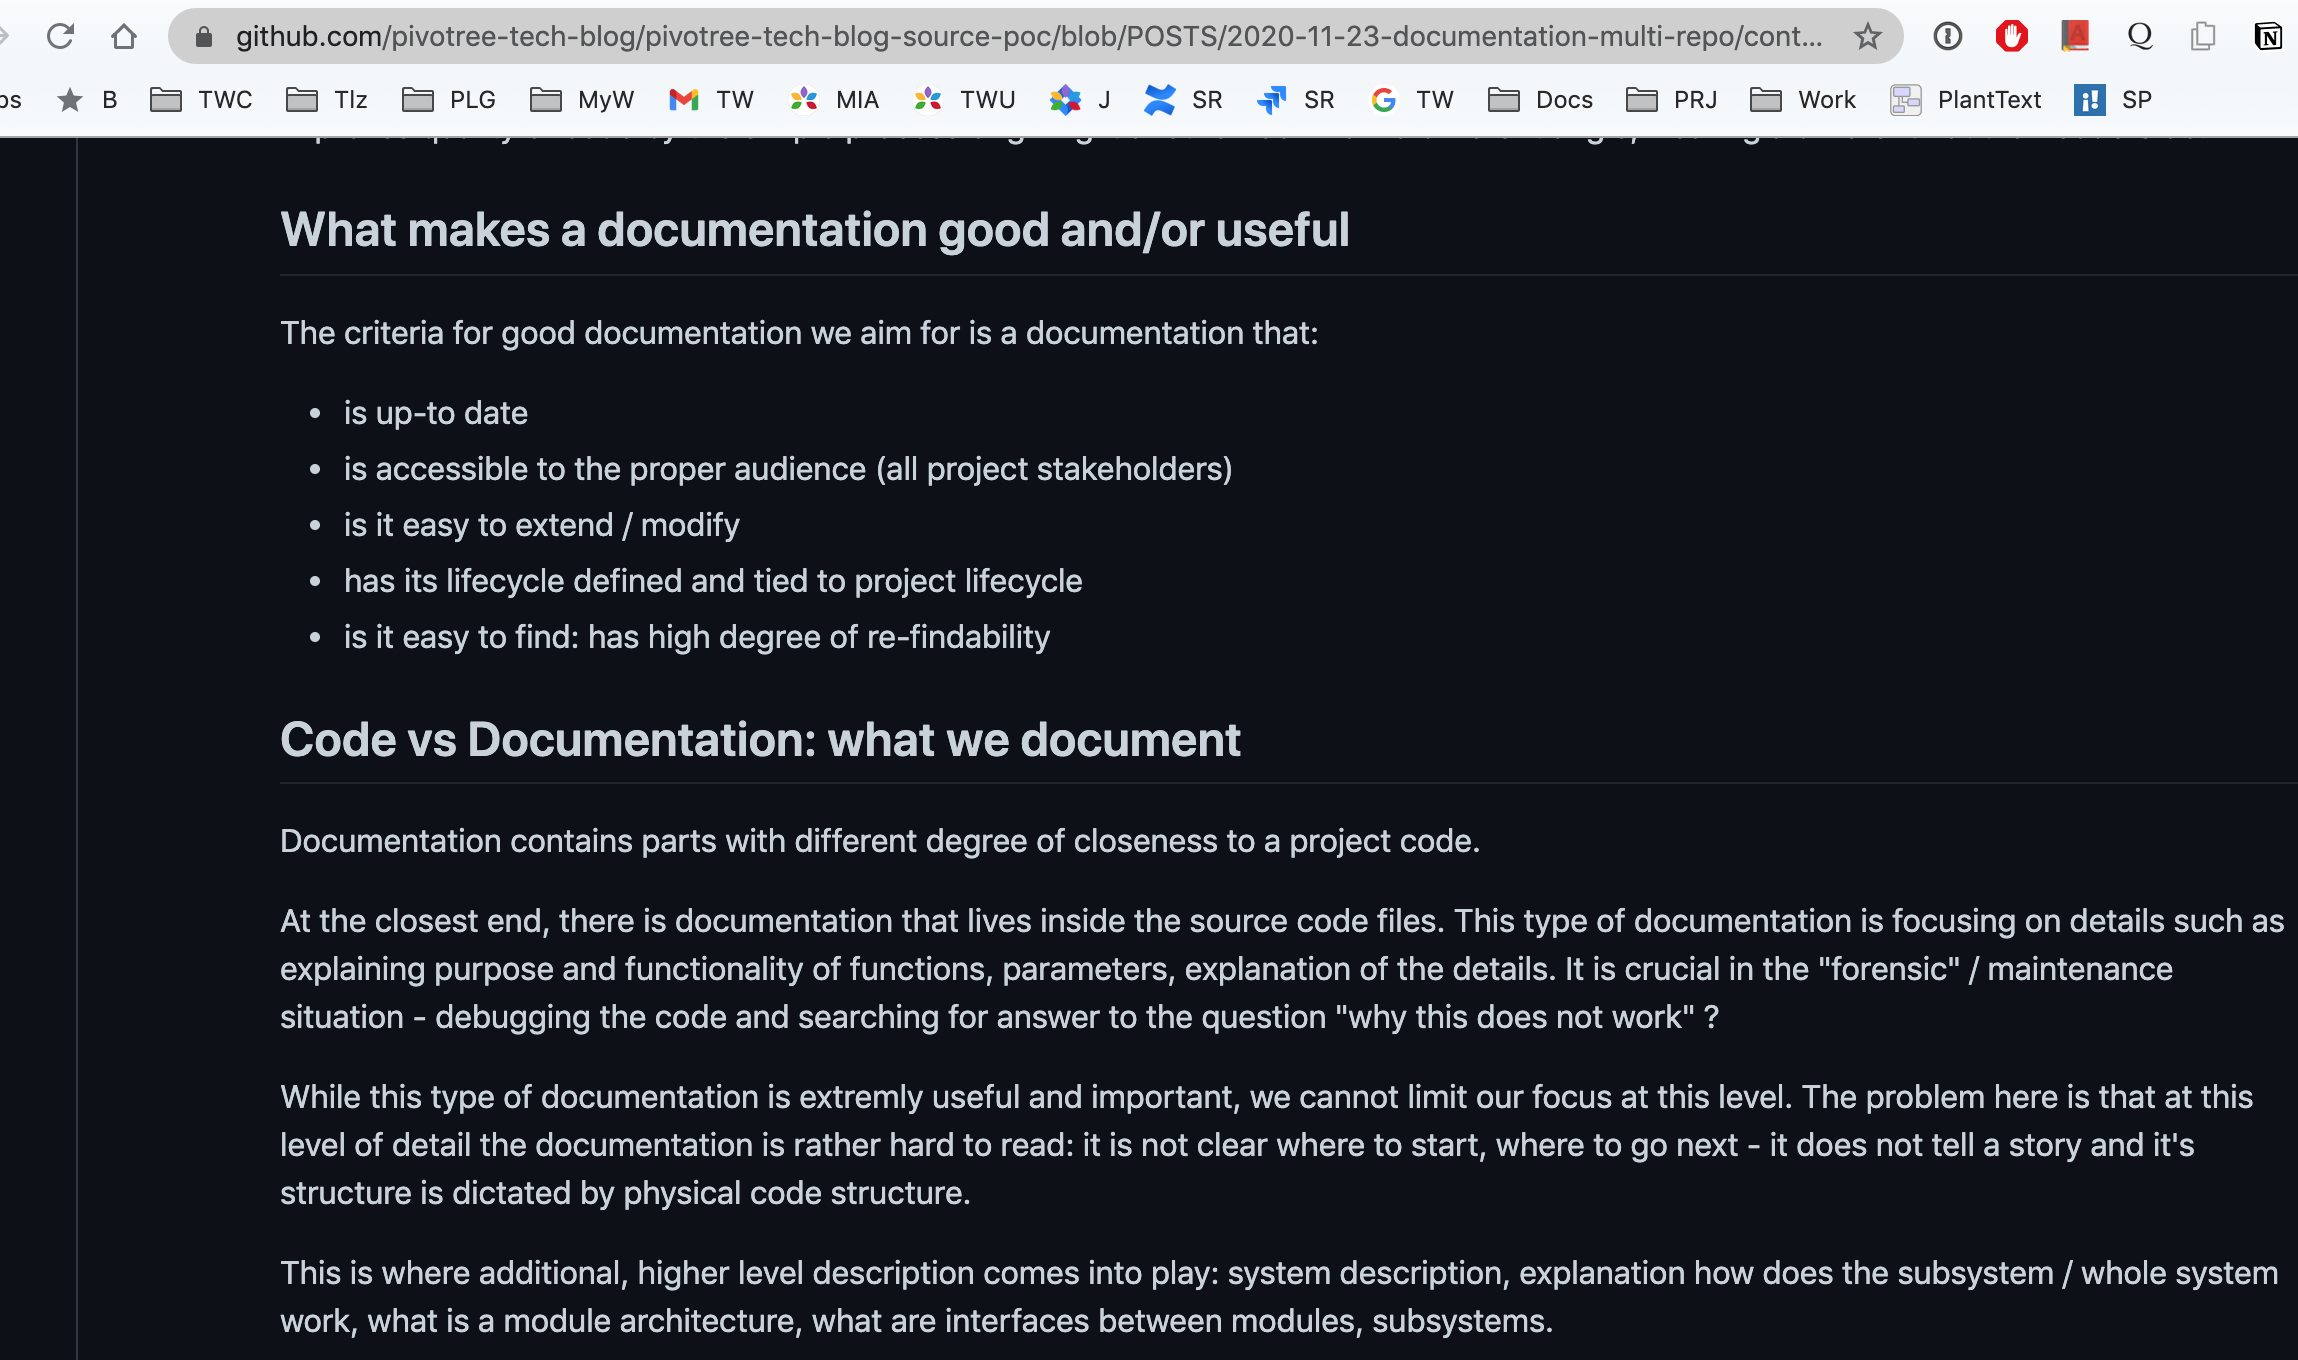 github.com/pivotree-tech-blog/pivotree-tech-blog-source-poc/blob/POSTS/2020-11-23-documentation-multi-repo/cont...
B TWC Tlz PLG MyW TW MIA TWU J SR SR TW Docs PRJ Work PlantText SP
What makes a documentation good and/or useful
The criteria for good documentation we aim for is a documentation that:
• is up-to date
• is accessible to the proper audience (all project stakeholders)
• is it easy to extend / modify
• has its lifecycle defined and tied to project lifecycle
• is it easy to find: has high degree of re-findability
Code vs Documentation: what we document
Documentation contains parts with different degree of closeness to a project code.
At the closest end, there is documentation that lives inside the source code files. This type of documentation is focusing on details such as
explaining purpose and functionality of functions, parameters, explanation of the details. It is crucial in the "forensic" / maintenance
situation - debugging the code and searching for answer to the question "why this does not work" ?
While this type of documentation is extremly useful and important, we cannot limit our focus at this level. The problem here is that at this
level of detail the documentation is rather hard to read: it is not clear where to start, where to go next - it does not tell a story and it's
structure is dictated by physical code structure.
This is where additional, higher level description comes into play: system description, explanation how does the subsystem / whole system
work, what is a module architecture, what are interfaces between modules, subsystems.